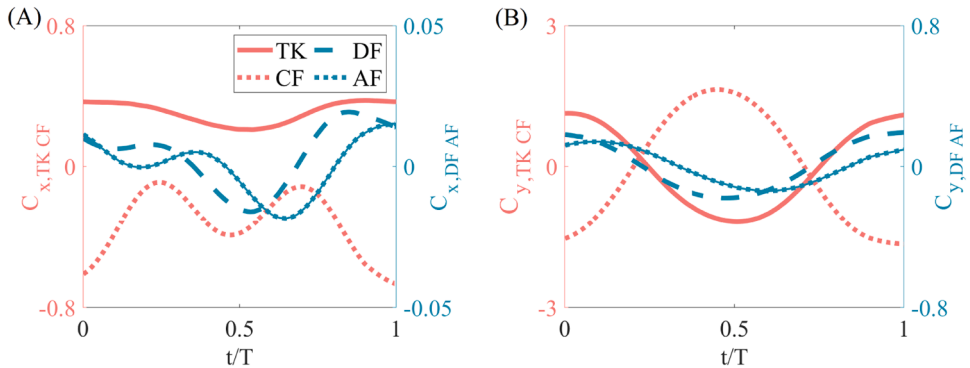 (A)
0.8
0.05
TK
DF
CF
AF
C x,TK CF
0
0
C x,DF AF
-0.8
-0.05
0
0.5
1
t/T
(B)
3
0.8
C y,TK CF
0
0
C y,DF AF
-3
-0.8
0
0.5
1
t/T